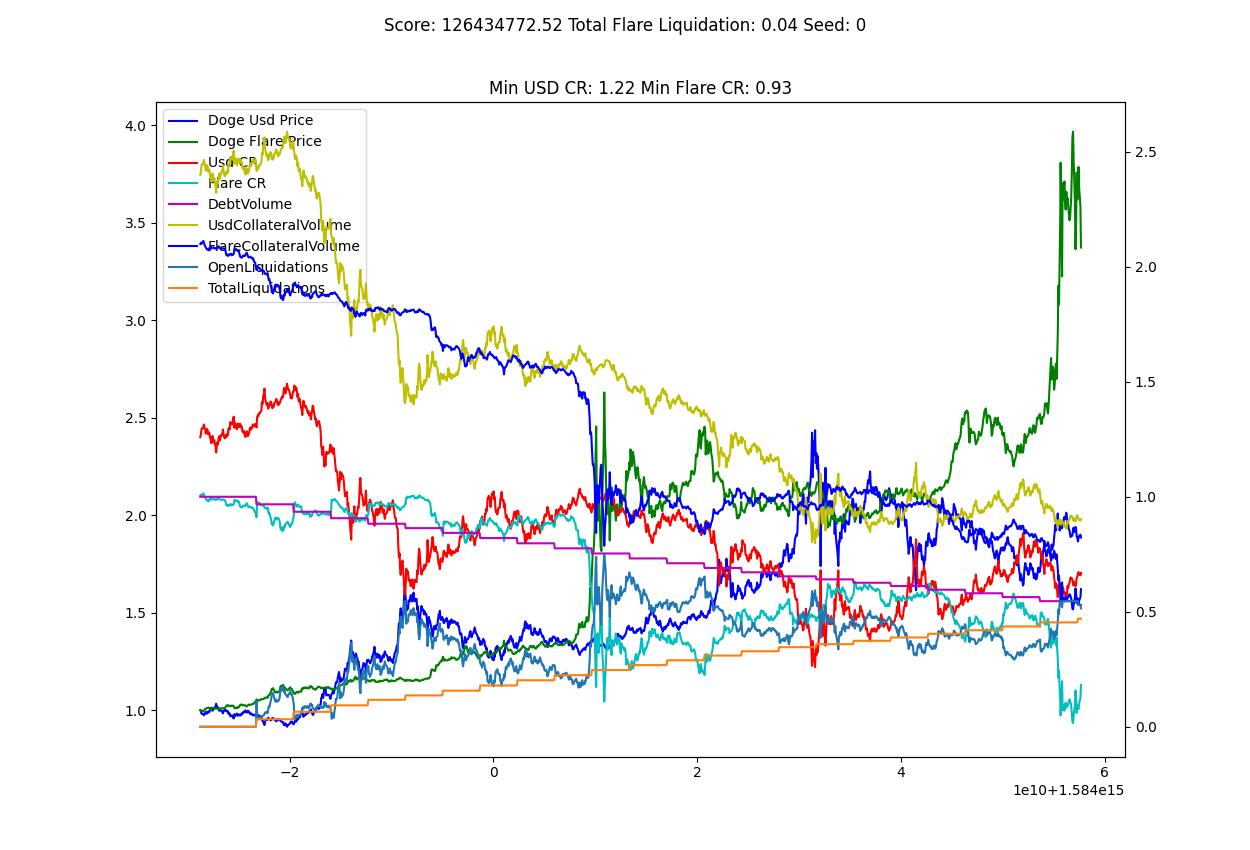 Score: 126434772.52 Total Flare Liquidation: 0.04 Seed: 0
Min USD CR: 1.22 Min Flare CR: 0.93
Doge Usd Price
Doge Flare Price
Usd CR
Flare CR
DebtVolume
UsdCollateralVolume
FlareCollateralVolume
OpenLiquidations
TotalLiquidations
4.0
3.5
3.0
2.5
2.0
1.5
1.0
2.5
2.0
1.5
1.0
0.5
0.0
−2
0
2
4
6
1e10+1.584e15